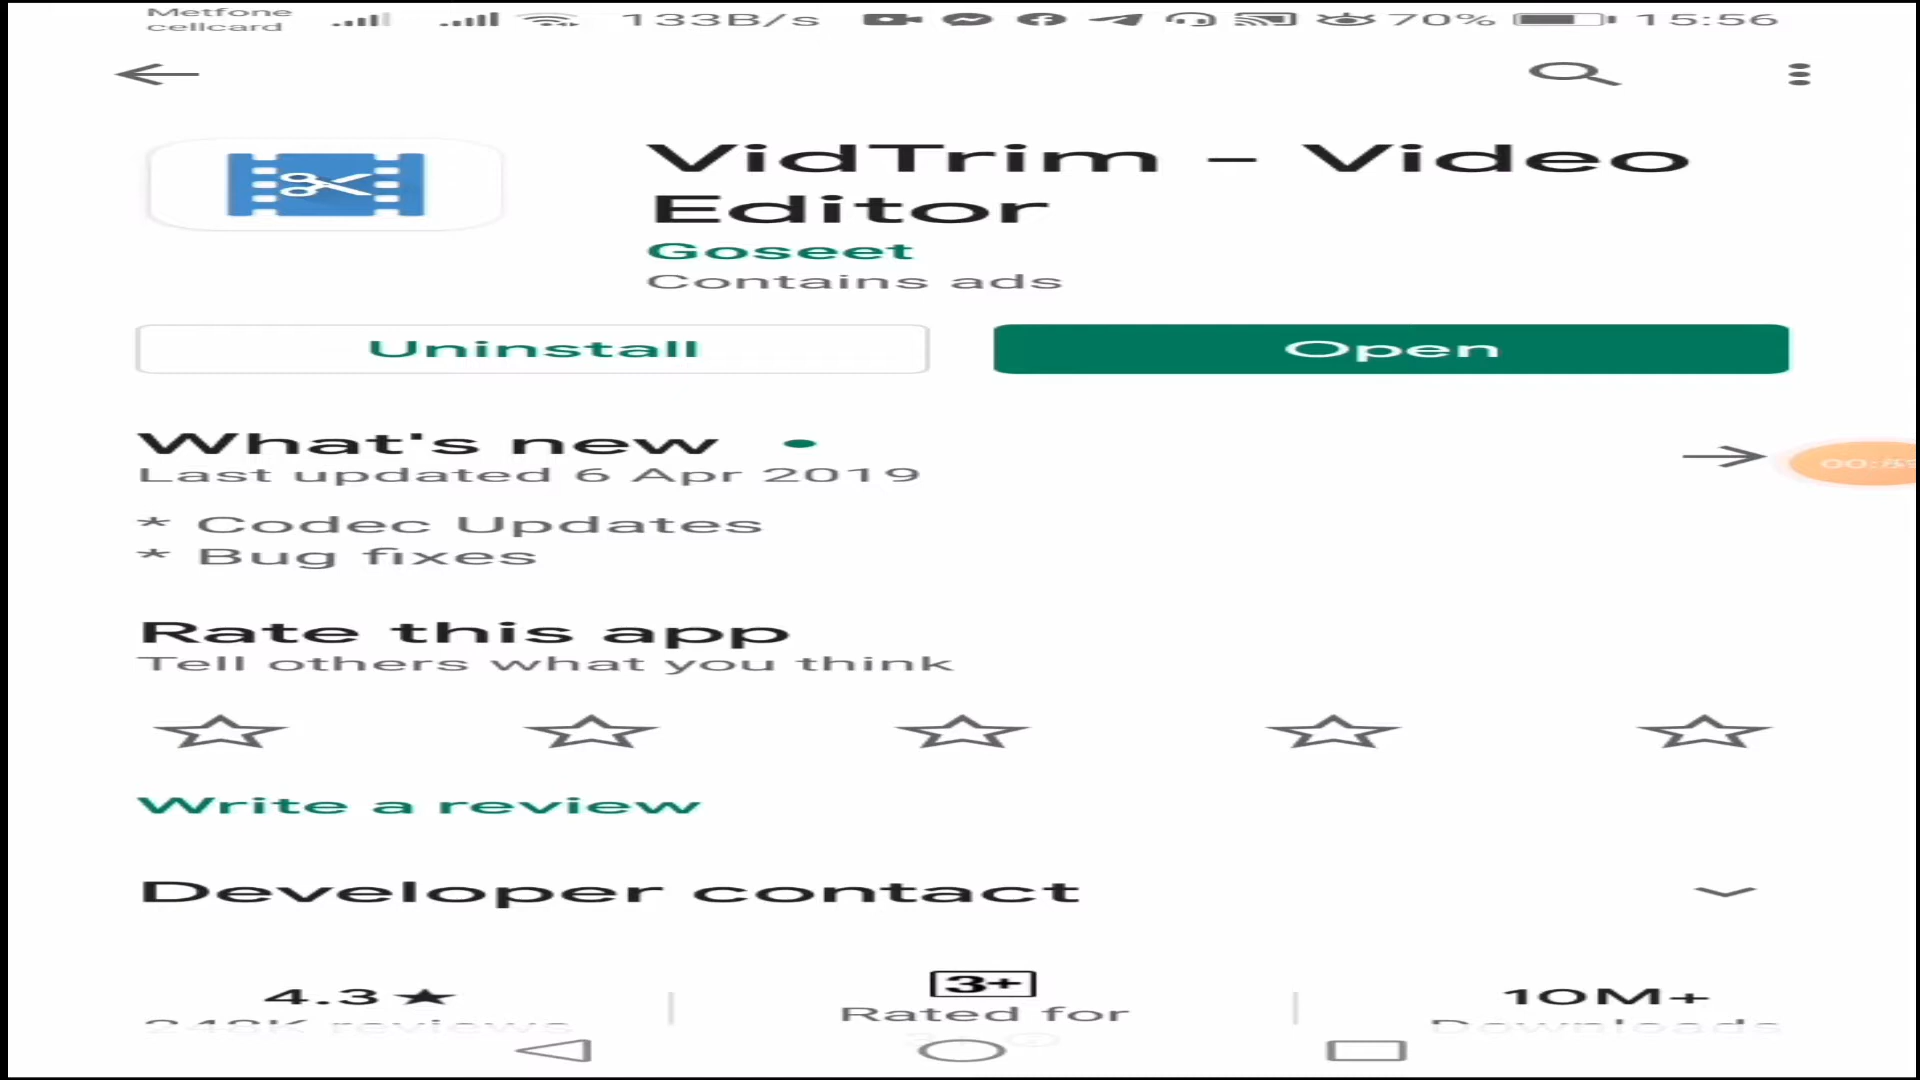 Metfone
cellcard
133B/s
70%
15:56
VidTrim - Video
Editor
Goseet
Contains ads
Uninstall
Open
What's new
Last updated 6 Apr 2019
* Codec Updates
* Bug fixes
Rate this app
Tell others what you think
Write a review
Developer contact
4.3★
3+
10M+
reviews
Rated for
Downloads